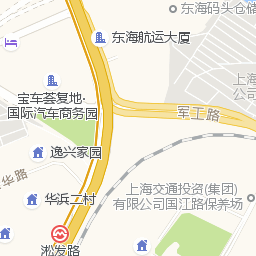 东海码头仓储
东海航运大厦
上海
公司
宝车荟复地·
国际汽车商务园
军工路
逸兴家园
华路
上海交通投资(集团)
有限公司国江路保养场
华浜二村
淞发路